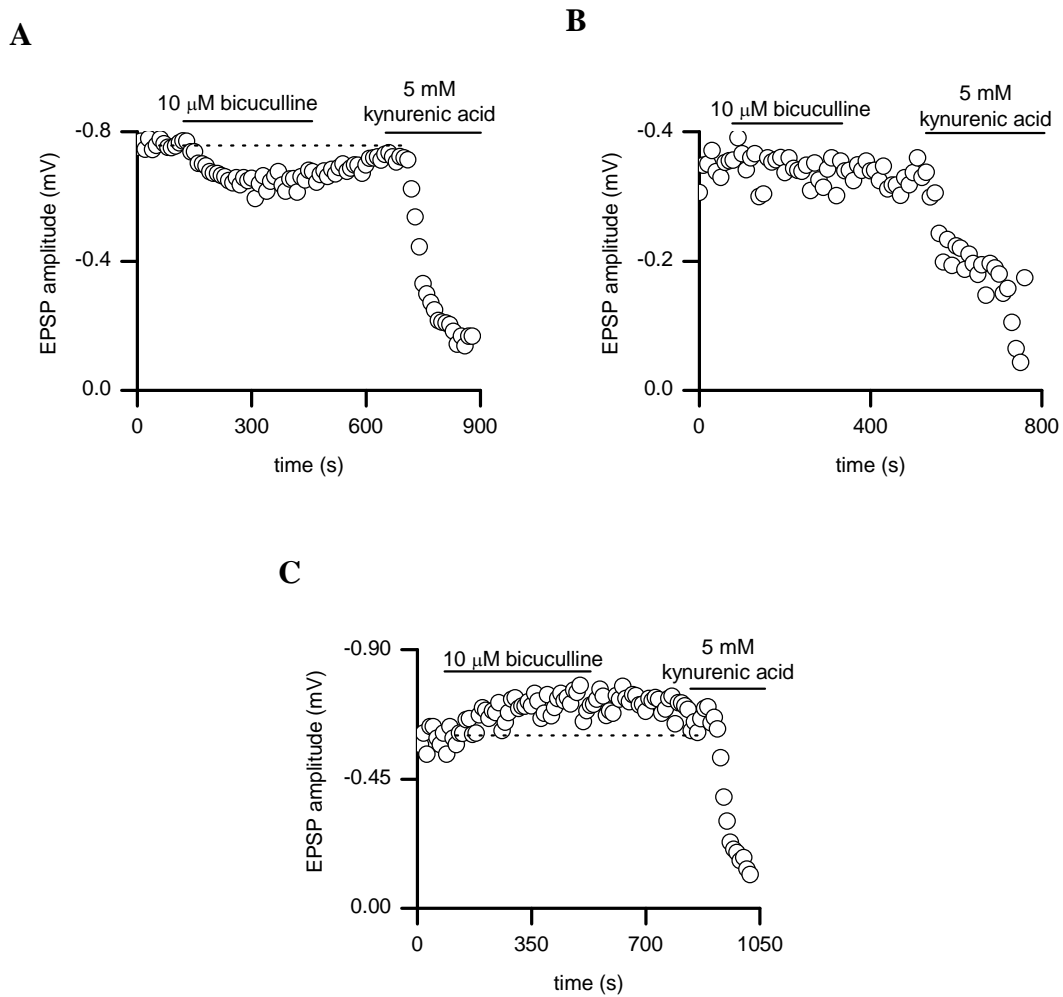 A
10 μM bicuculline
5 mM
kynurenic acid
-0.8
-0.4
0.0
EPSP amplitude (mV)
0
300
600
900
time (s)
B
10 μM bicuculline
5 mM
kynurenic acid
-0.4
-0.2
0.0
EPSP amplitude (mV)
0
400
800
time (s)
C
10 μM bicuculline
5 mM
kynurenic acid
-0.90
-0.45
0.00
EPSP amplitude (mV)
0
350
700
1050
time (s)